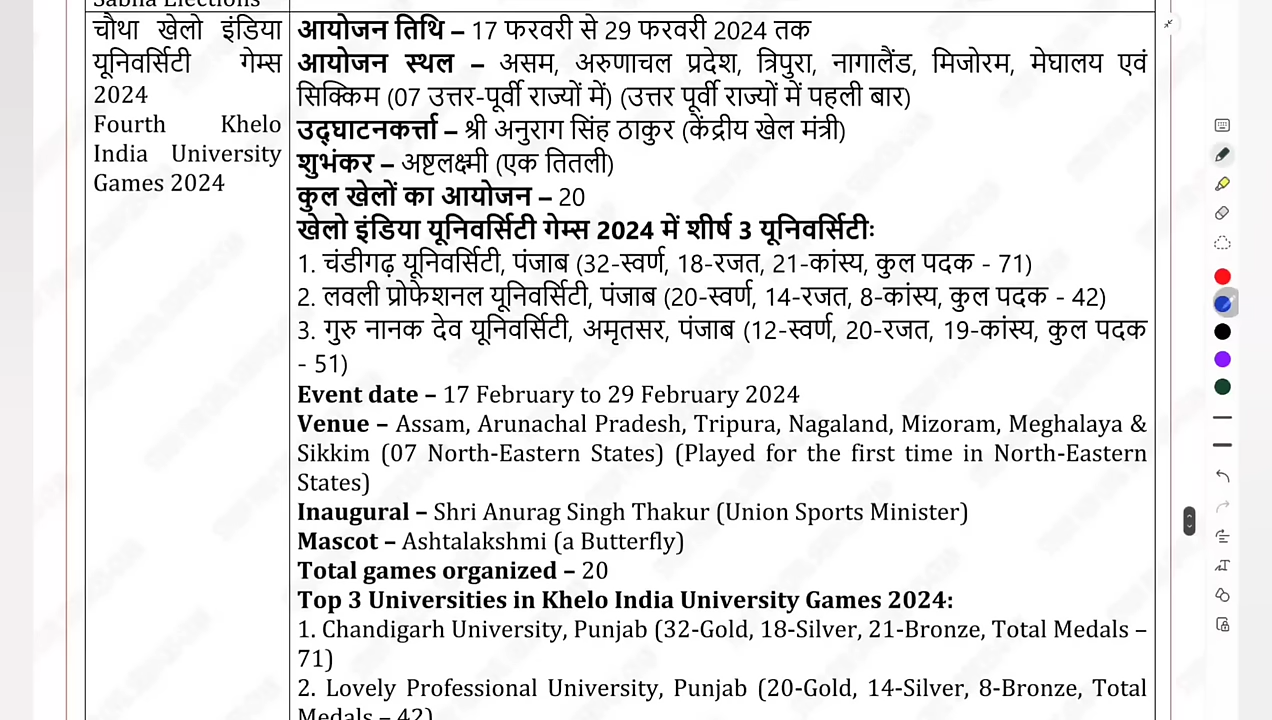 Sabha Elections
चौथा खेलो इंडिया
यूनिवर्सिटी गेम्स
2024
Fourth Khelo
India University
Games 2024
आयोजन तिथि – 17 फरवरी से 29 फरवरी 2024 तक
आयोजन स्थल – असम, अरुणाचल प्रदेश, त्रिपुरा, नागालैंड, मिजोरम, मेघालय एवं
सिक्किम (07 उत्तर-पूर्वी राज्यों में) (उत्तर पूर्वी राज्यों में पहली बार)
उद्घाटनकर्त्ता – श्री अनुराग सिंह ठाकुर (केंद्रीय खेल मंत्री)
शुभंकर – अष्टलक्ष्मी (एक तितली)
कुल खेलों का आयोजन – 20
खेलो इंडिया यूनिवर्सिटी गेम्स 2024 में शीर्ष 3 यूनिवर्सिटीः
1. चंडीगढ़ यूनिवर्सिटी, पंजाब (32-स्वर्ण, 18-रजत, 21-कांस्य, कुल पदक - 71)
2. लवली प्रोफेशनल यूनिवर्सिटी, पंजाब (20-स्वर्ण, 14-रजत, 8-कांस्य, कुल पदक - 42)
3. गुरु नानक देव यूनिवर्सिटी, अमृतसर, पंजाब (12-स्वर्ण, 20-रजत, 19-कांस्य, कुल पदक
- 51)
Event date – 17 February to 29 February 2024
Venue – Assam, Arunachal Pradesh, Tripura, Nagaland, Mizoram, Meghalaya &
Sikkim (07 North-Eastern States) (Played for the first time in North-Eastern
States)
Inaugural – Shri Anurag Singh Thakur (Union Sports Minister)
Mascot – Ashtalakshmi (a Butterfly)
Total games organized – 20
Top 3 Universities in Khelo India University Games 2024:
1. Chandigarh University, Punjab (32-Gold, 18-Silver, 21-Bronze, Total Medals –
71)
2. Lovely Professional University, Punjab (20-Gold, 14-Silver, 8-Bronze, Total
Medals – 42)